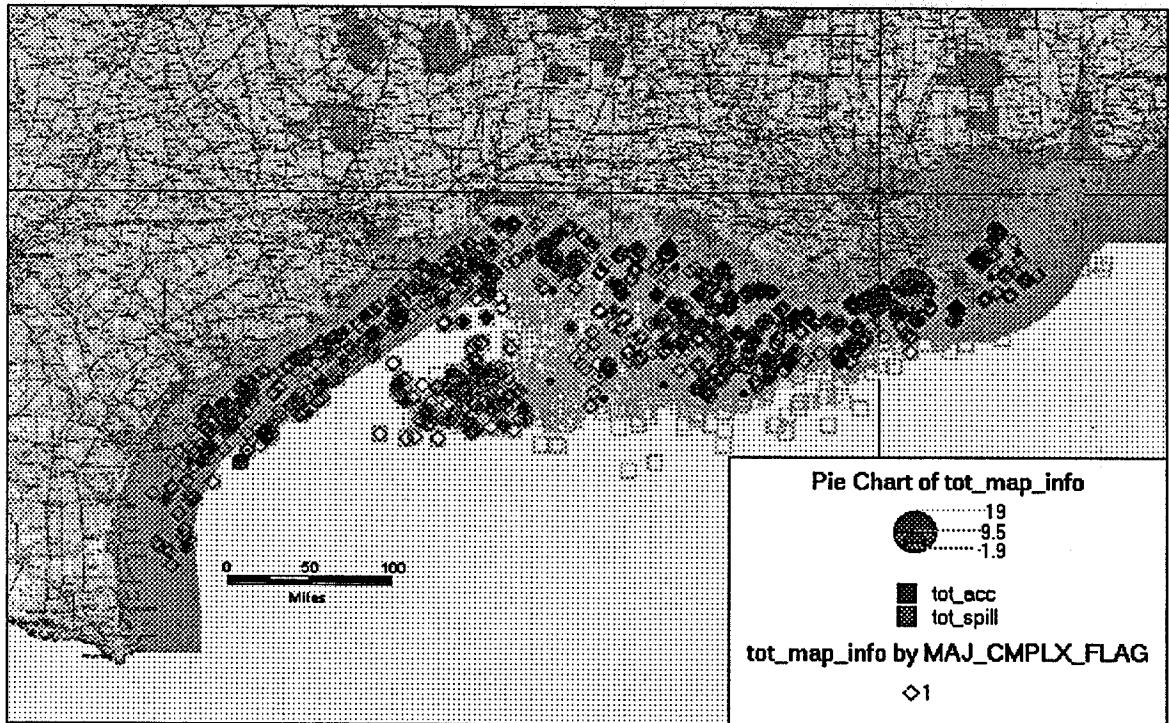 0 50 100
Miles
Pie Chart of tot_map_info
19
9.5
1.9
tot_acc
tot_spill
tot_map_info by MAJ_CMPLX_FLAG
1